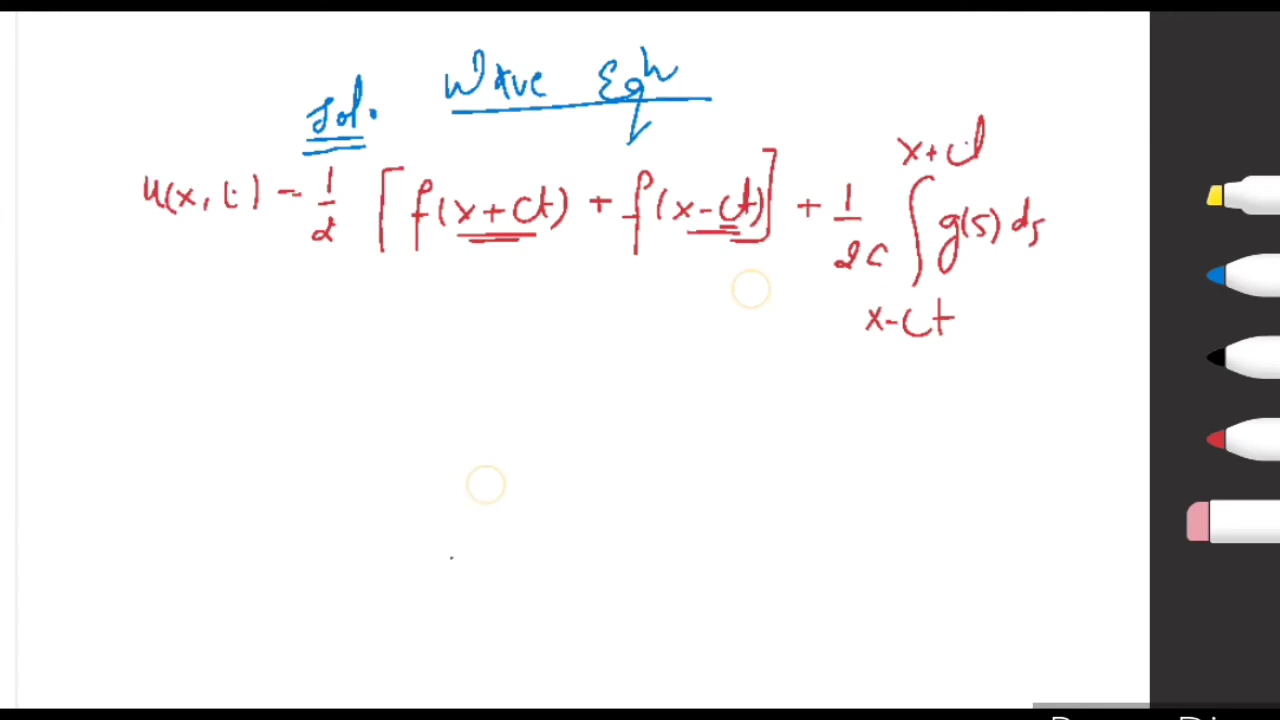 Sol. Wave Eqn
u(x,t) = 1/2 [f(x+ct) + f(x-ct)] + 1/2c ∫_{x-ct}^{x+ct} g(s) ds